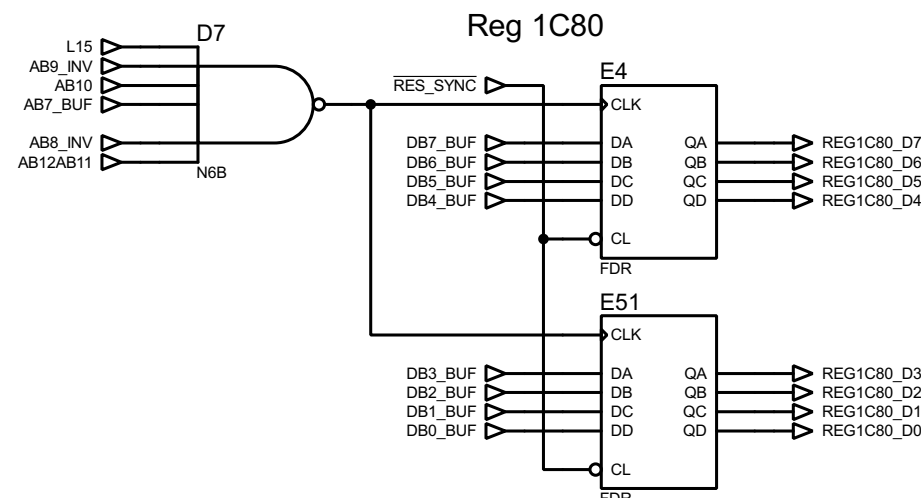 Reg 1C80
D7
L15
AB9_INV
AB10
AB7_BUF
AB8_INV
AB12AB11
N6B
RES_SYNC
E4
CLK
DB7_BUF DA QA REG1C80_D7
DB6_BUF DB QB REG1C80_D6
DB5_BUF DC QC REG1C80_D5
DB4_BUF DD QD REG1C80_D4
CL
FDR
E51
CLK
DB3_BUF DA QA REG1C80_D3
DB2_BUF DB QB REG1C80_D2
DB1_BUF DC QC REG1C80_D1
DB0_BUF DD QD REG1C80_D0
CL
FDR